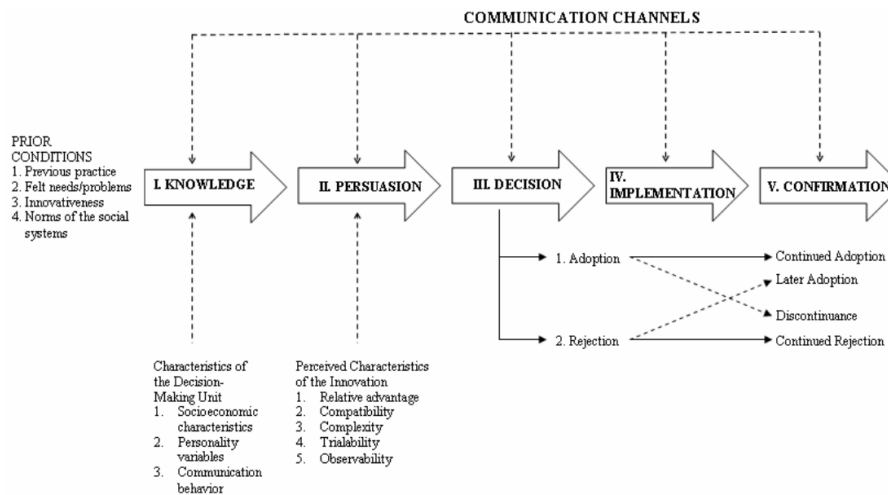 COMMUNICATION CHANNELS
PRIOR
CONDITIONS
1. Previous practice
2. Felt needs/problems
3. Innovativeness
4. Norms of the social
systems
I. KNOWLEDGE
II. PERSUASION
III. DECISION
IV.
IMPLEMENTATION
V. CONFIRMATION
1. Adoption
2. Rejection
Continued Adoption
Later Adoption
Discontinuance
Continued Rejection
Characteristics of
the Decision-
Making Unit
1. Socioeconomic
characteristics
2. Personality
variables
3. Communication
behavior
Perceived Characteristics
of the Innovation
1. Relative advantage
2. Compatibility
3. Complexity
4. Trialability
5. Observability